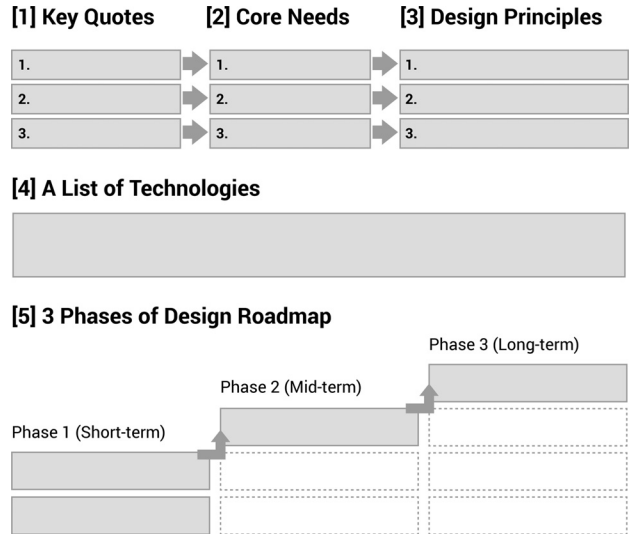 [1] Key Quotes [2] Core Needs [3] Design Principles
1. 1. 1.
2. 2. 2.
3. 3. 3.
[4] A List of Technologies
[5] 3 Phases of Design Roadmap
Phase 3 (Long-term)
Phase 2 (Mid-term)
Phase 1 (Short-term)